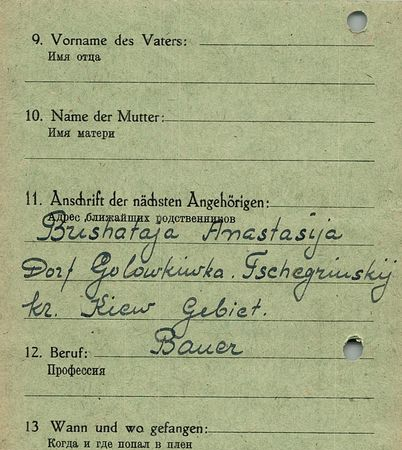 9. Vorname des Vaters:
Имя отца
10. Name der Mutter:
Имя матери
11. Anschrift der nächsten Angehörigen:
Адрес ближайших родственников
Brishataja Anastasija
Dorf Golowkiwka. Tschegrinskij
kr. Kiew Gebiet.
12. Beruf: Bauer
Профессия
13 Wann und wo gefangen:
Когда и где попал в плен